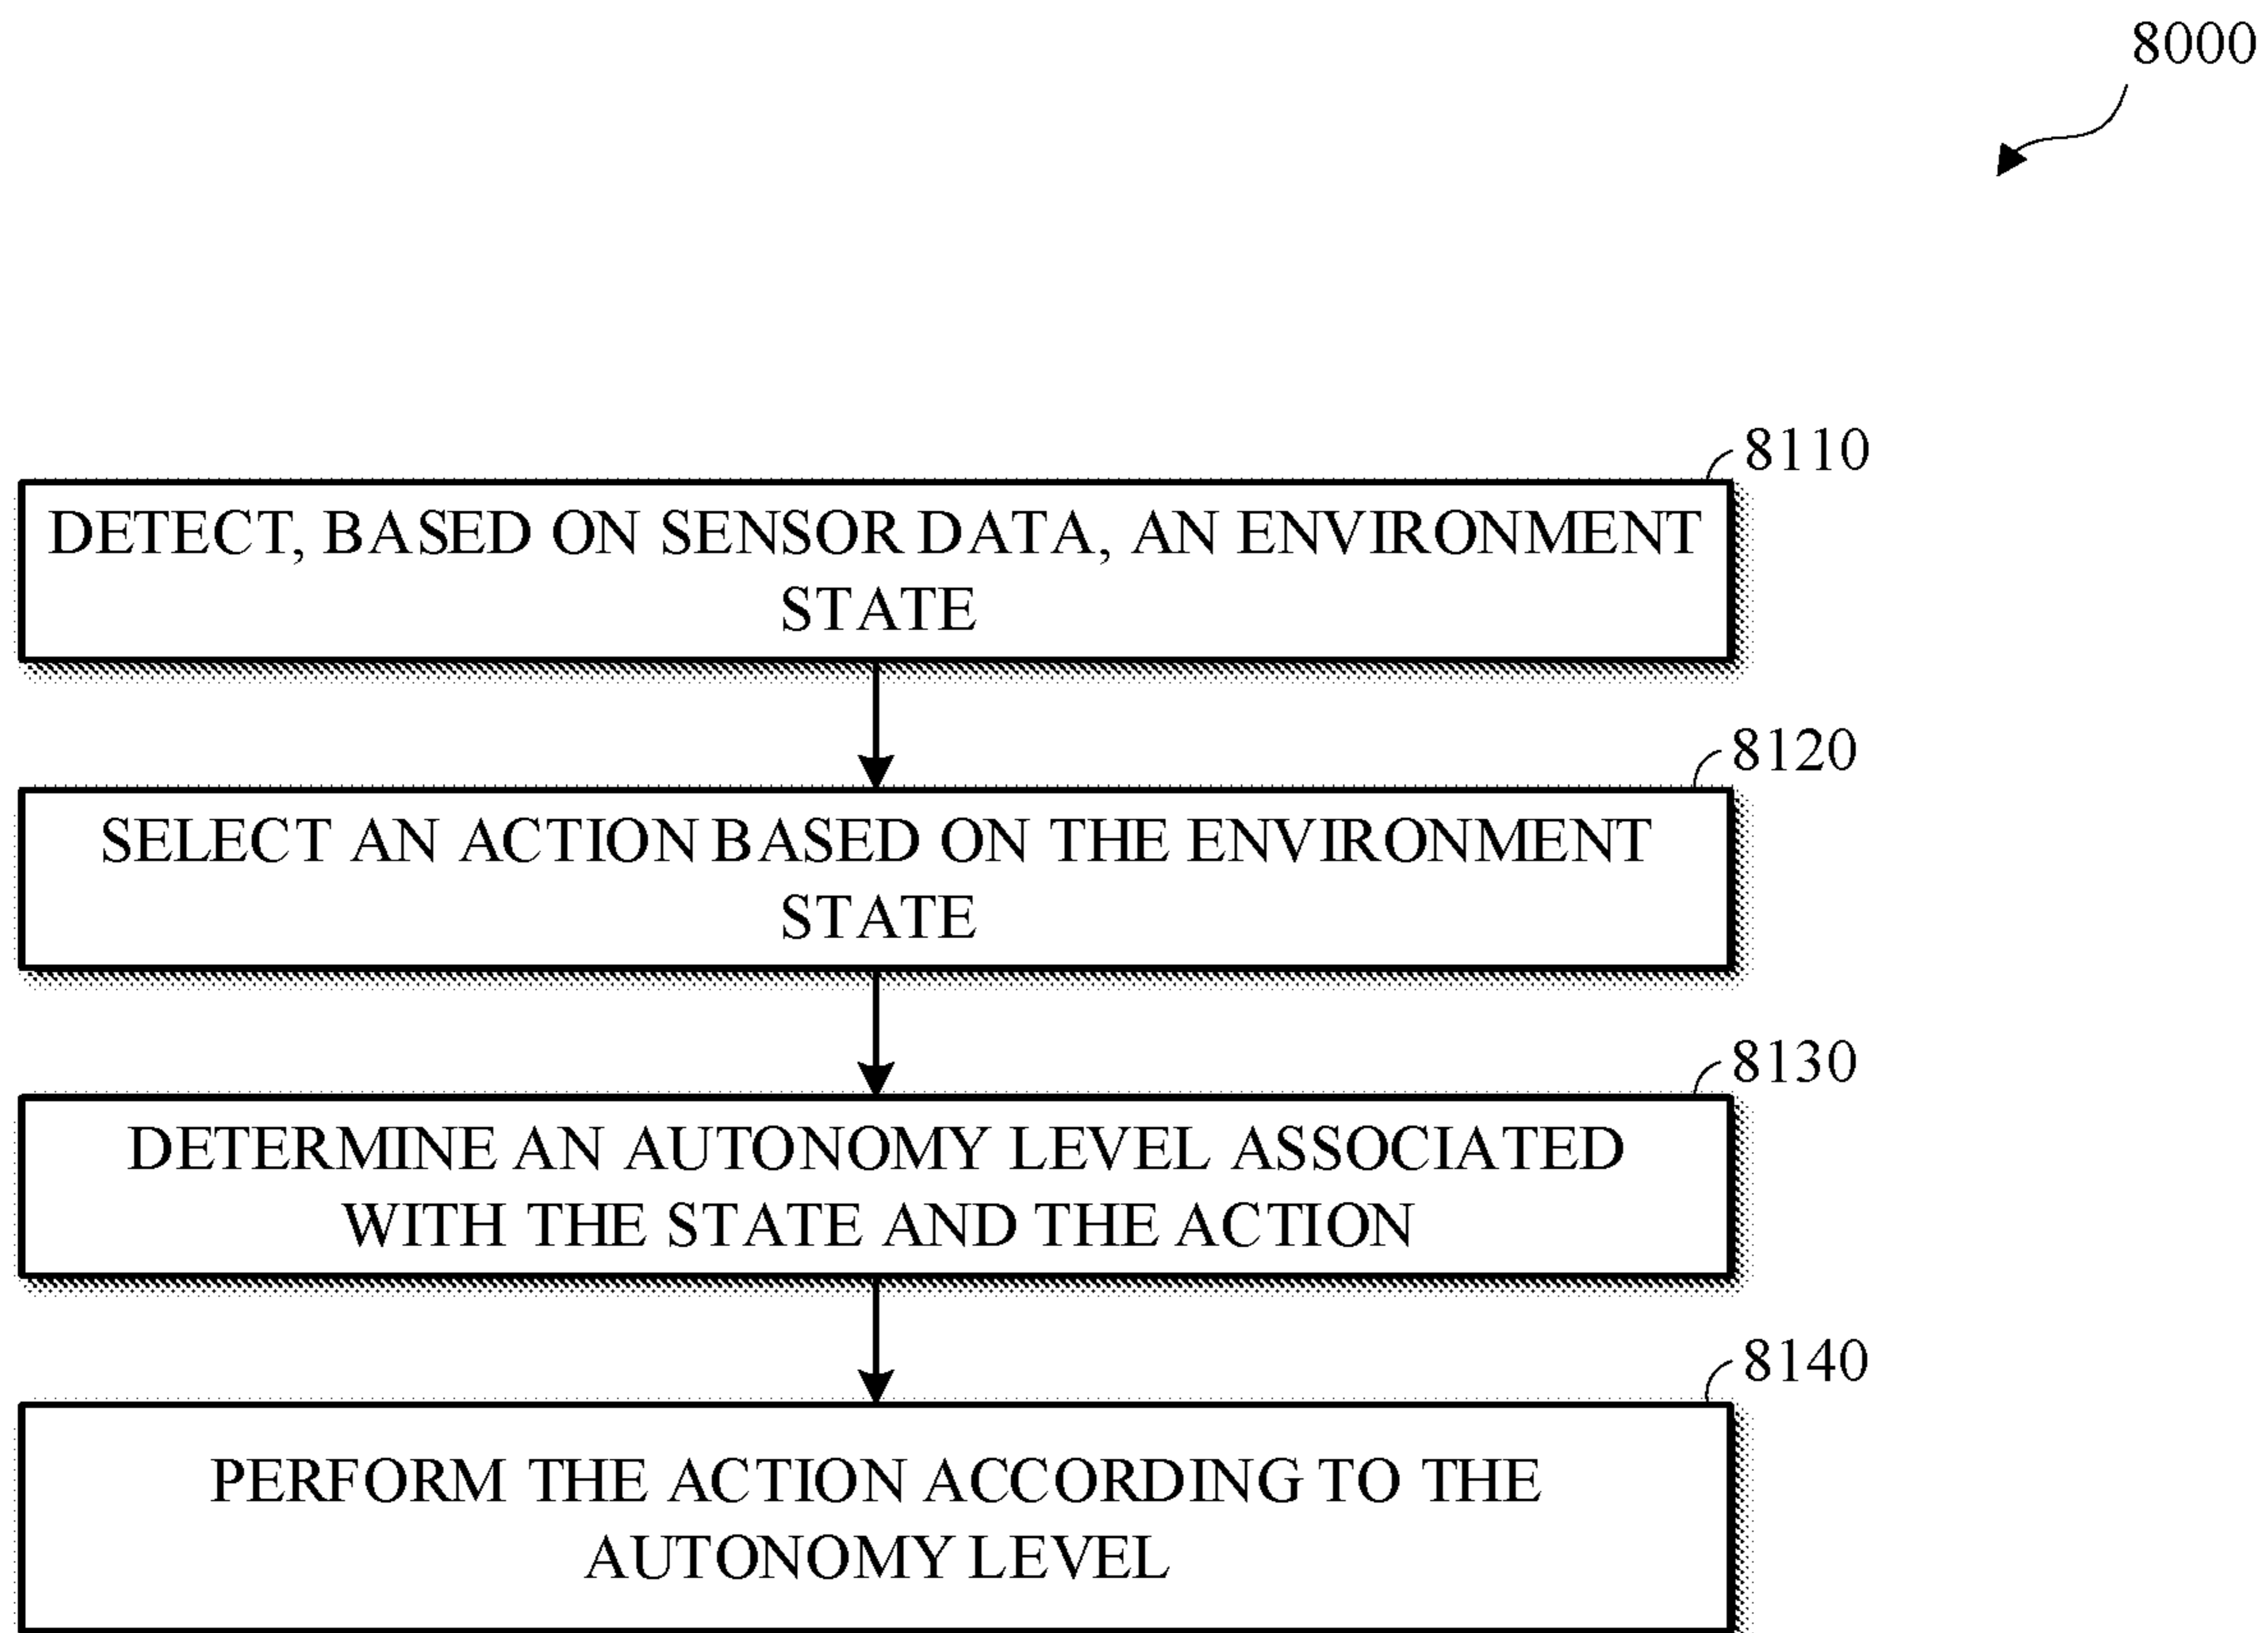 8000
8110
DETECT, BASED ON SENSOR DATA, AN ENVIRONMENT
STATE
8120
SELECT AN ACTION BASED ON THE ENVIRONMENT
STATE
8130
DETERMINE AN AUTONOMY LEVEL ASSOCIATED
WITH THE STATE AND THE ACTION
8140
PERFORM THE ACTION ACCORDING TO THE
AUTONOMY LEVEL